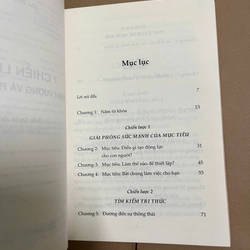 Mục lục
Lời nói đầu 7
Chương 1: Năm từ khóa 13
Chiến lược 1
GIẢI PHÓNG SỨC MẠNH CỦA MỤC TIÊU
Chương 2: Mục tiêu: Điều gì tạo động lực 31
cho con người?
Chương 3: Mục tiêu: Làm thế nào để thiết lập? 45
Chương 4: Mục tiêu: Bắt chúng làm việc cho bạn 55
Chiến lược 2
TÌM KIẾM TRI THỨC
Chương 5: Đường đến sự thông thái 71